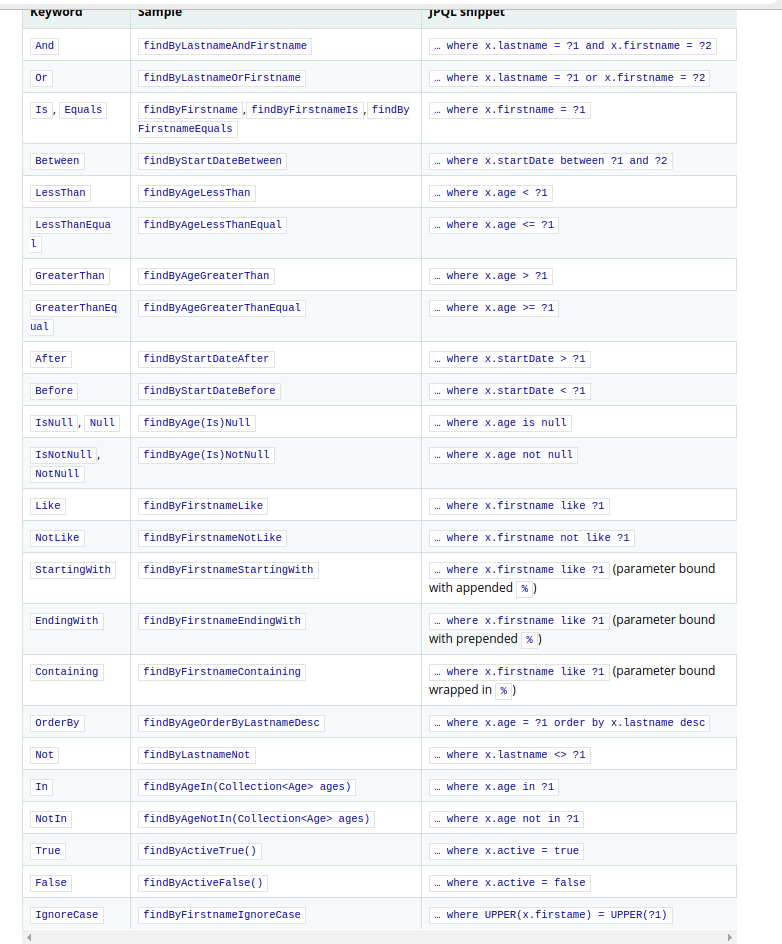 Keyword Sample JPQL snippet
And findByLastnameAndFirstname … where x.lastname = ?1 and x.firstname = ?2
Or findByLastnameOrFirstname … where x.lastname = ?1 or x.firstname = ?2
Is , Equals findByFirstname , findByFirstnameIs , findBy … where x.firstname = ?1
FirstnameEquals
Between findByStartDateBetween … where x.startDate between ?1 and ?2
LessThan findByAgeLessThan … where x.age < ?1
LessThanEqua findByAgeLessThanEqual … where x.age <= ?1
l
GreaterThan findByAgeGreaterThan … where x.age > ?1
GreaterThanEq findByAgeGreaterThanEqual … where x.age >= ?1
ual
After findByStartDateAfter … where x.startDate > ?1
Before findByStartDateBefore … where x.startDate < ?1
IsNull , Null findByAge(Is)Null … where x.age is null
IsNotNull , findByAge(Is)NotNull … where x.age not null
NotNull
Like findByFirstnameLike … where x.firstname like ?1
NotLike findByFirstnameNotLike … where x.firstname not like ?1
StartingWith findByFirstnameStartingWith … where x.firstname like ?1 (parameter bound
with appended % )
EndingWith findByFirstnameEndingWith … where x.firstname like ?1 (parameter bound
with prepended % )
Containing findByFirstnameContaining … where x.firstname like ?1 (parameter bound
wrapped in % )
OrderBy findByAgeOrderByLastnameDesc … where x.age = ?1 order by x.lastname desc
Not findByLastnameNot … where x.lastname <> ?1
In findByAgeIn(Collection<Age> ages) … where x.age in ?1
NotIn findByAgeNotIn(Collection<Age> ages) … where x.age not in ?1
True findByActiveTrue() … where x.active = true
False findByActiveFalse() … where x.active = false
IgnoreCase findByFirstnameIgnoreCase … where UPPER(x.firstame) = UPPER(?1)